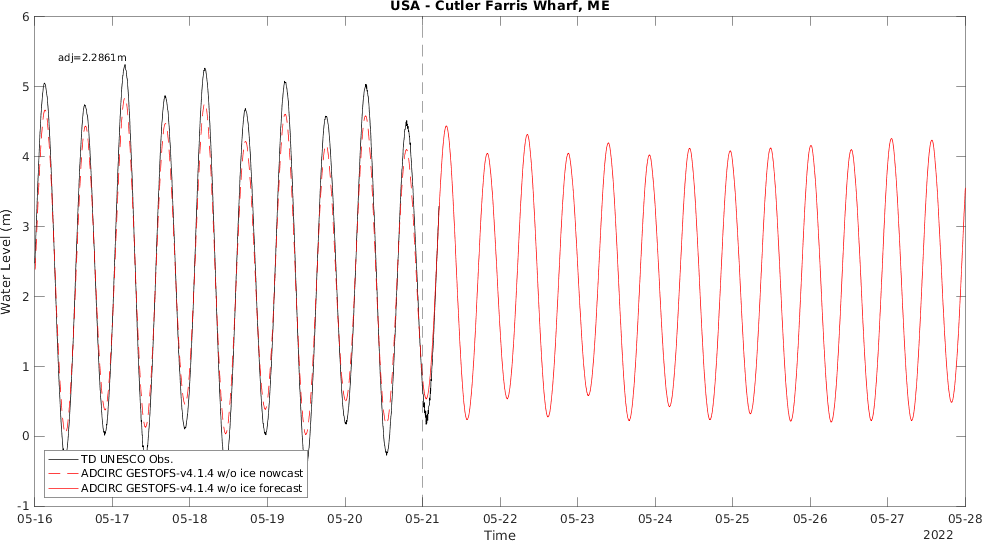 USA - Cutler Farris Wharf, ME
6
adj=2.2861m
5
4
3
2
1
0
-1
Water Level (m)
TD UNESCO Obs.
ADCIRC GESTOFS-v4.1.4 w/o ice nowcast
ADCIRC GESTOFS-v4.1.4 w/o ice forecast
05-16 05-17 05-18 05-19 05-20 05-21 05-22 05-23 05-24 05-25 05-26 05-27 05-28
Time
2022